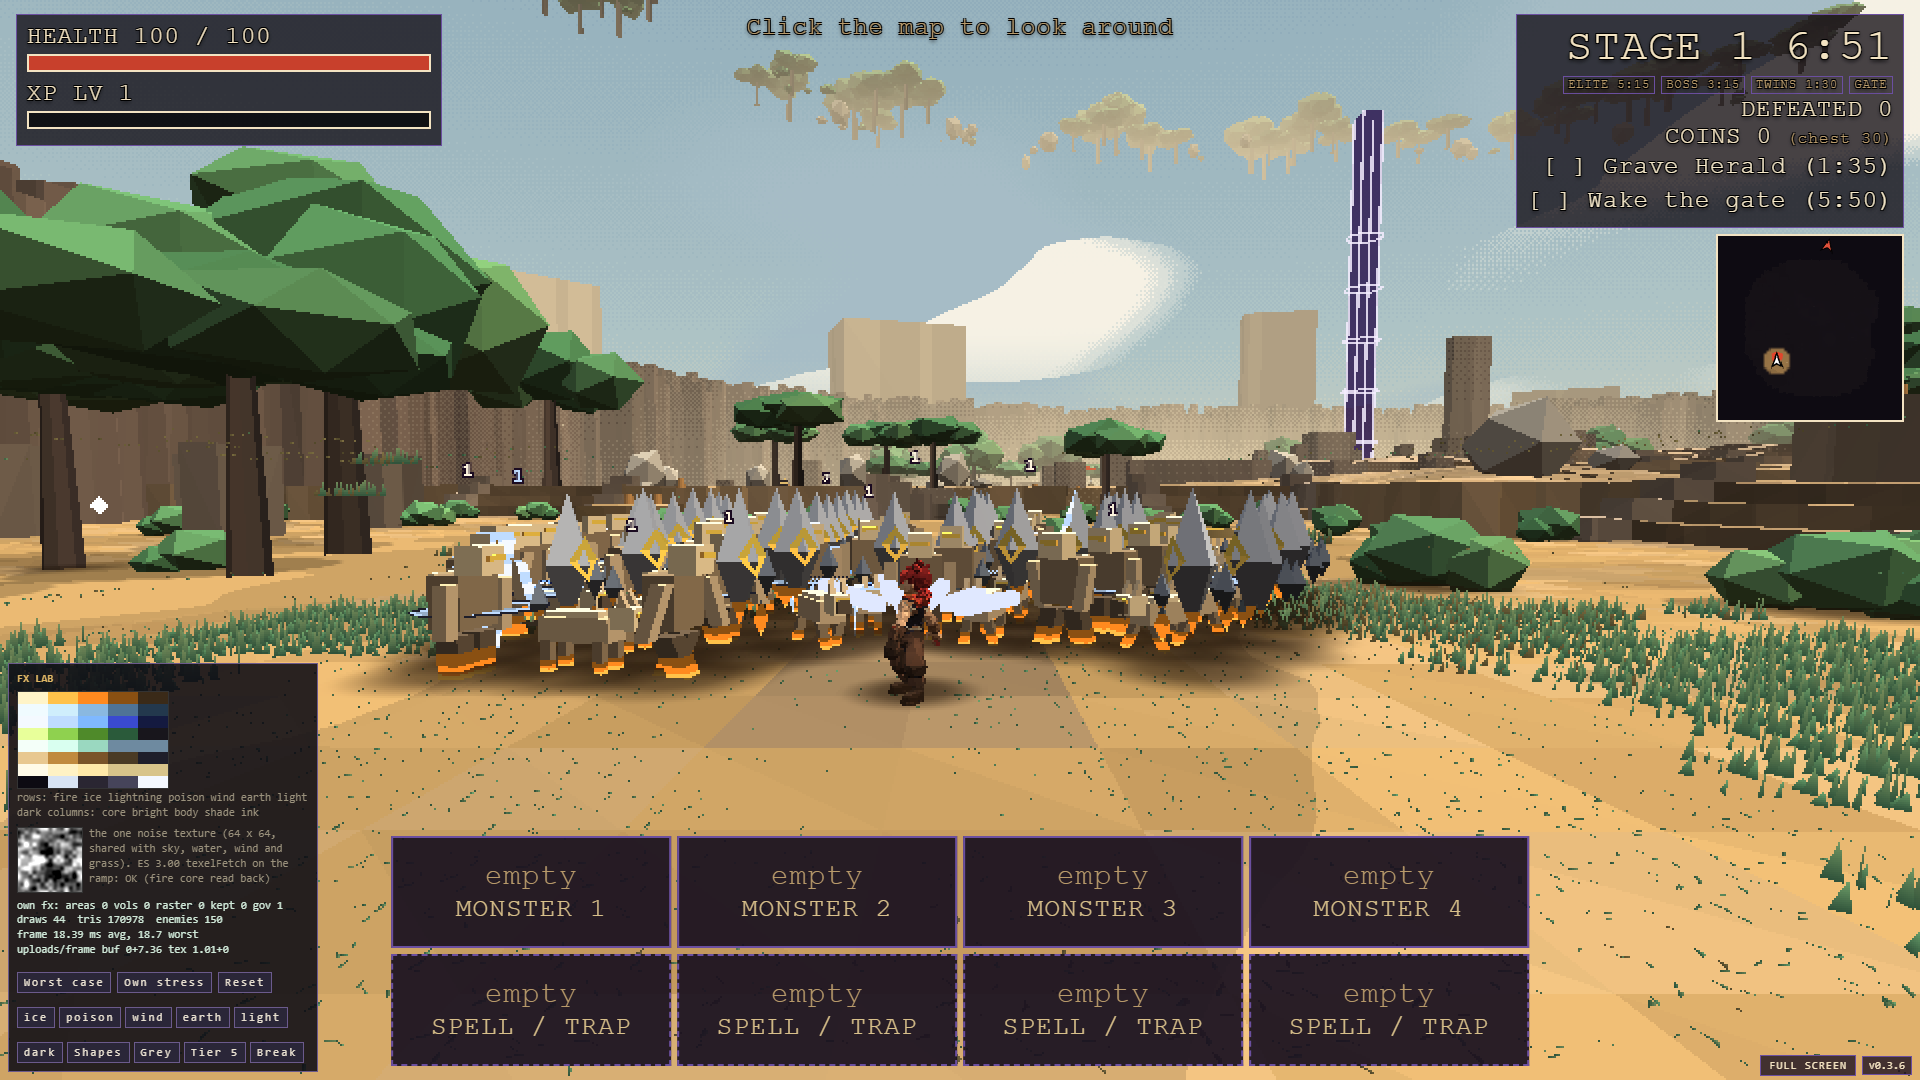 HEALTH 100 / 100
XP LV 1
Click the map to look around
STAGE 1 6:51
ELITE 5:15 BOSS 3:15 TWINS 1:30 GATE
DEFEATED 0
COINS 0 (chest 30)
[ ] Grave Herald (1:35)
[ ] Wake the gate (5:50)
1
1
1
1
1
1
1
1
FX LAB
rows: fire ice lightning poison wind earth light
dark columns: core bright body shade ink
the one noise texture (64 x 64,
shared with sky, water, wind and
grass). ES 3.00 texelFetch on the
ramp: OK (fire core read back)
own fx: areas 0 vols 0 raster 0 kept 0 gov 1
draws 44 tris 170978 enemies 150
frame 18.39 ms avg, 18.7 worst
uploads/frame buf 0+7.36 tex 1.01+0
Worst case Own stress Reset
ice poison wind earth light
dark Shapes Grey Tier 5 Break
empty
MONSTER 1
empty
MONSTER 2
empty
MONSTER 3
empty
MONSTER 4
empty
SPELL / TRAP
empty
SPELL / TRAP
empty
SPELL / TRAP
empty
SPELL / TRAP
FULL SCREEN
v0.3.6